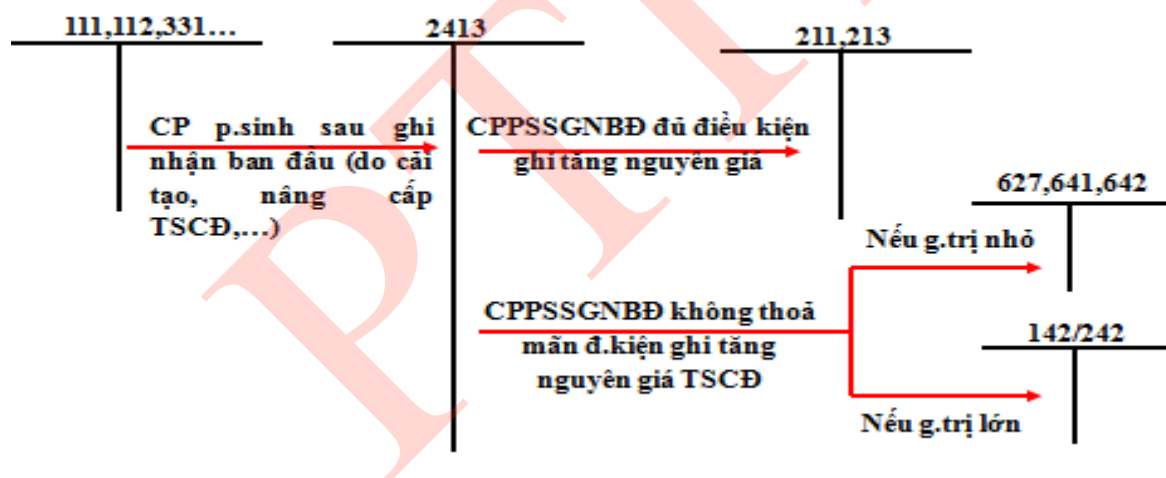 111,112,331...
2413
211,213
CP p.sinh sau ghi
nhận ban đầu (do cải
tạo, nâng cấp
TSCĐ,...)
CPPSSGNBĐ đủ điều kiện
ghi tăng nguyên giá
627,641,642
Nếu g.trị nhỏ
CPPSSGNBĐ không thoả
mãn đ.kiện ghi tăng
nguyên giá TSCĐ
142/242
Nếu g.trị lớn
PTI